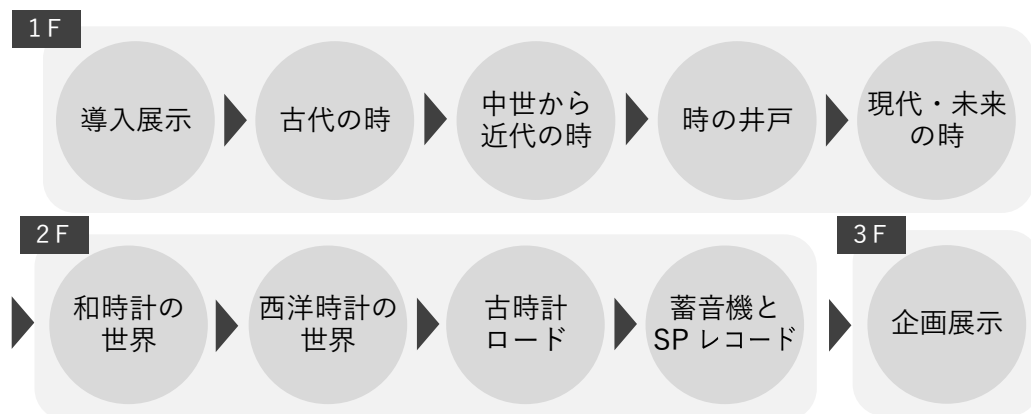 1F
導入展示
古代の時
中世から
近代の時
時の井戸
現代・未来
の時
2F
和時計の
世界
西洋時計の
世界
古時計
ロード
蓄音機と
SPレコード
3F
企画展示